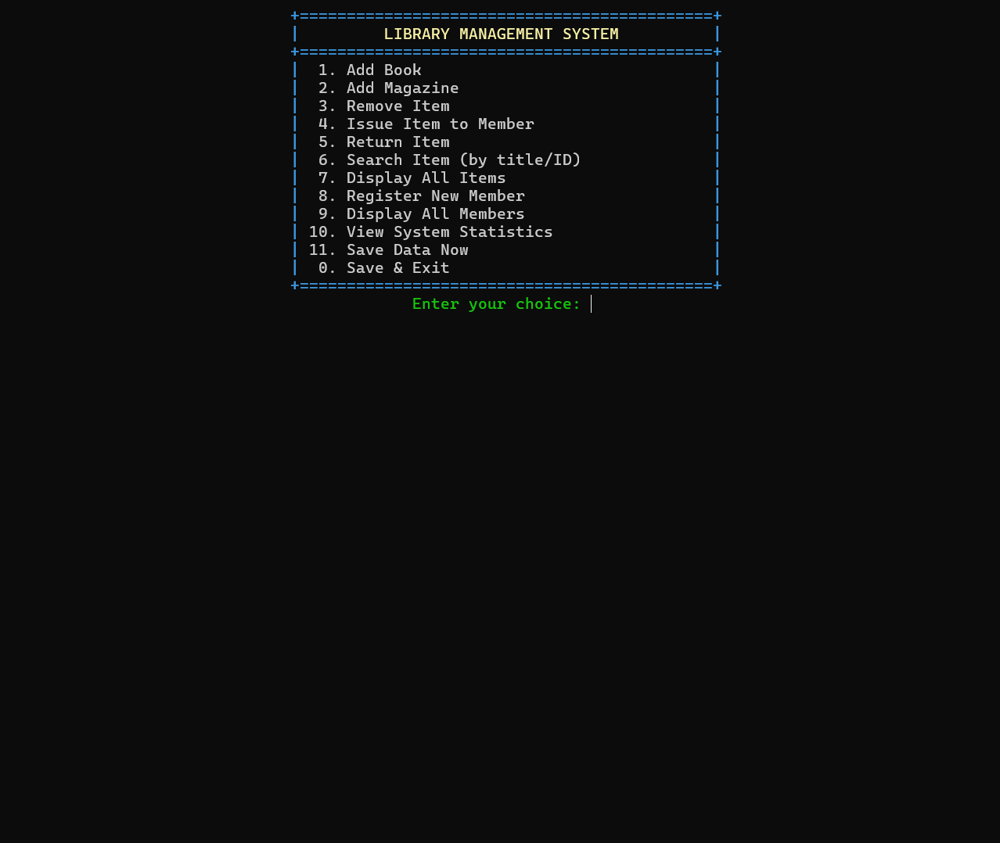 +============================================+
|         LIBRARY MANAGEMENT SYSTEM          |
+============================================+
|  1. Add Book                               |
|  2. Add Magazine                           |
|  3. Remove Item                            |
|  4. Issue Item to Member                   |
|  5. Return Item                            |
|  6. Search Item (by title/ID)              |
|  7. Display All Items                      |
|  8. Register New Member                    |
|  9. Display All Members                    |
| 10. View System Statistics                 |
| 11. Save Data Now                          |
|  0. Save & Exit                            |
+============================================+
Enter your choice: